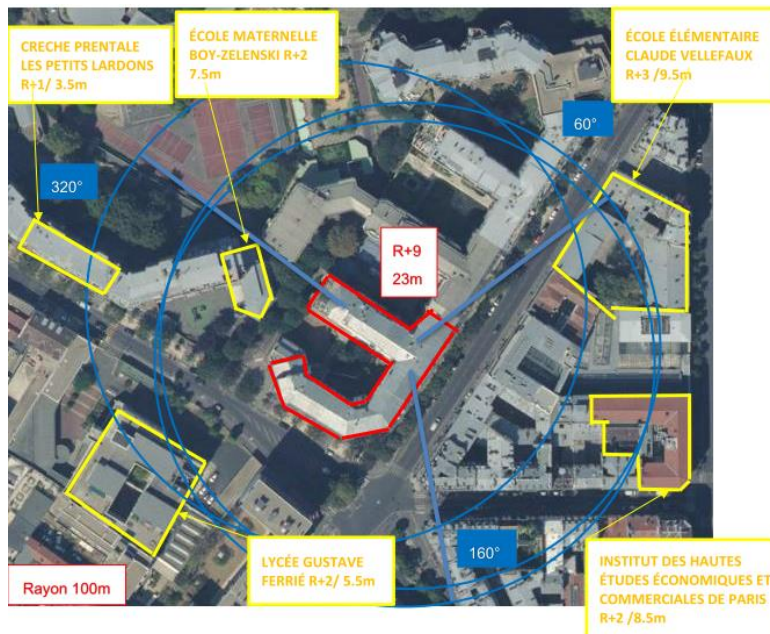 CRECHE PRENTALE
LES PETITS LARDONS
R+1/ 3.5m
ÉCOLE MATERNELLE
BOY-ZELENSKI R+2
7.5m
ÉCOLE ÉLÉMENTAIRE
CLAUDE VELLEFAUX
R+3 /9.5m
60°
320°
R+9
23m
160°
LYCÉE GUSTAVE
FERRIÉ R+2/ 5.5m
INSTITUT DES HAUTES
ÉTUDES ÉCONOMIQUES ET
COMMERCIALES DE PARIS
R+2 /8.5m
Rayon 100m